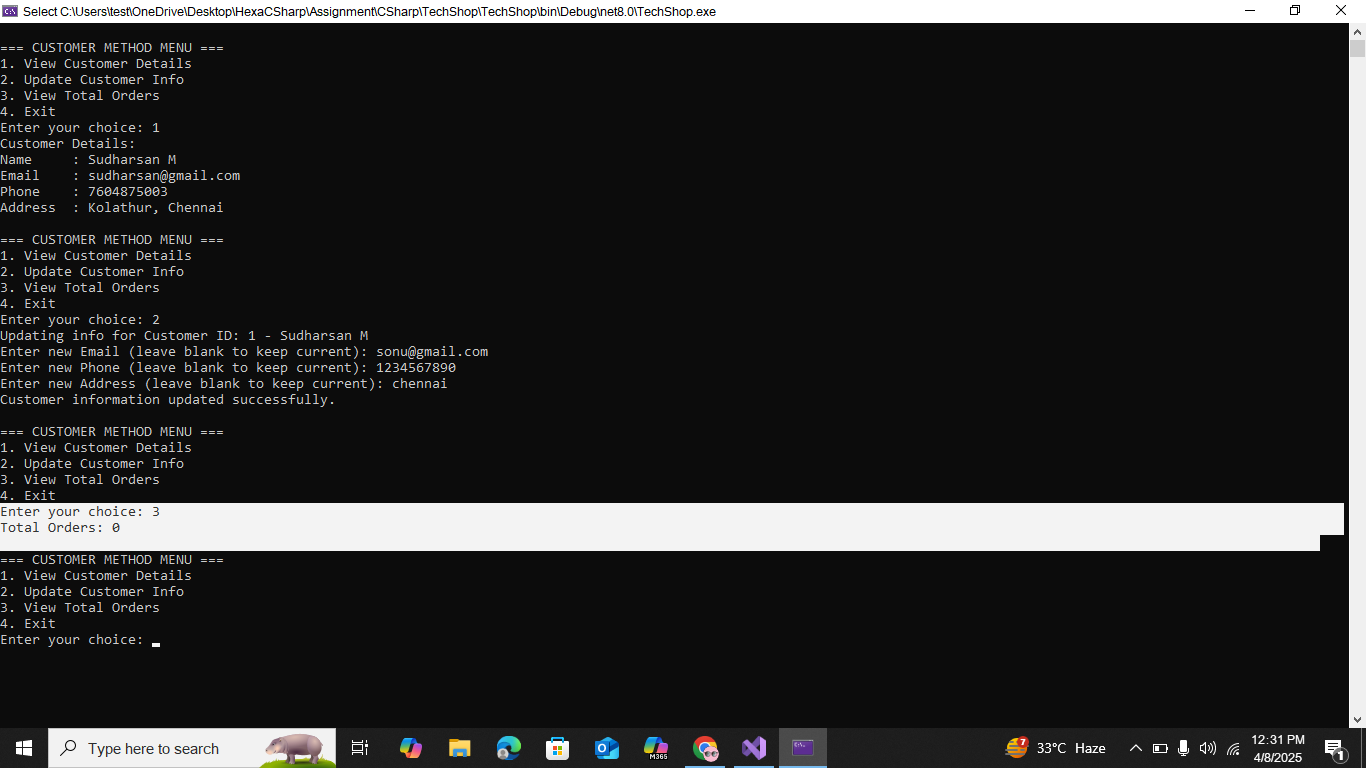 Select C:\Users\test\OneDrive\Desktop\HexaCSharp\Assignment\CSharp\TechShop\TechShop\bin\Debug\net8.0\TechShop.exe
=== CUSTOMER METHOD MENU ===
1. View Customer Details
2. Update Customer Info
3. View Total Orders
4. Exit
Enter your choice: 1
Customer Details:
Name     : Sudharsan M
Email    : sudharsan@gmail.com
Phone    : 7604875003
Address  : Kolathur, Chennai
=== CUSTOMER METHOD MENU ===
1. View Customer Details
2. Update Customer Info
3. View Total Orders
4. Exit
Enter your choice: 2
Updating info for Customer ID: 1 - Sudharsan M
Enter new Email (leave blank to keep current): sonu@gmail.com
Enter new Phone (leave blank to keep current): 1234567890
Enter new Address (leave blank to keep current): chennai
Customer information updated successfully.
=== CUSTOMER METHOD MENU ===
1. View Customer Details
2. Update Customer Info
3. View Total Orders
4. Exit
Enter your choice: 3
Total Orders: 0
=== CUSTOMER METHOD MENU ===
1. View Customer Details
2. Update Customer Info
3. View Total Orders
4. Exit
Enter your choice:
Type here to search
M365
7
33°C Haze
12:31 PM
4/8/2025
1